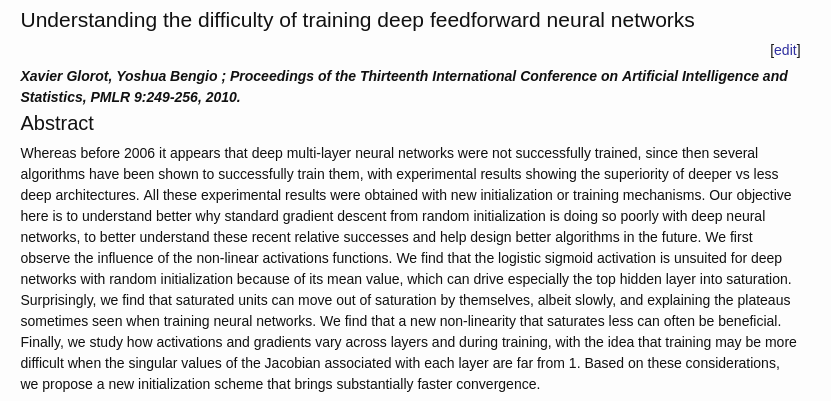 Understanding the difficulty of training deep feedforward neural networks
[edit]
Xavier Glorot, Yoshua Bengio ; Proceedings of the Thirteenth International Conference on Artificial Intelligence and
Statistics, PMLR 9:249-256, 2010.
Abstract
Whereas before 2006 it appears that deep multi-layer neural networks were not successfully trained, since then several
algorithms have been shown to successfully train them, with experimental results showing the superiority of deeper vs less
deep architectures. All these experimental results were obtained with new initialization or training mechanisms. Our objective
here is to understand better why standard gradient descent from random initialization is doing so poorly with deep neural
networks, to better understand these recent relative successes and help design better algorithms in the future. We first
observe the influence of the non-linear activations functions. We find that the logistic sigmoid activation is unsuited for deep
networks with random initialization because of its mean value, which can drive especially the top hidden layer into saturation.
Surprisingly, we find that saturated units can move out of saturation by themselves, albeit slowly, and explaining the plateaus
sometimes seen when training neural networks. We find that a new non-linearity that saturates less can often be beneficial.
Finally, we study how activations and gradients vary across layers and during training, with the idea that training may be more
difficult when the singular values of the Jacobian associated with each layer are far from 1. Based on these considerations,
we propose a new initialization scheme that brings substantially faster convergence.